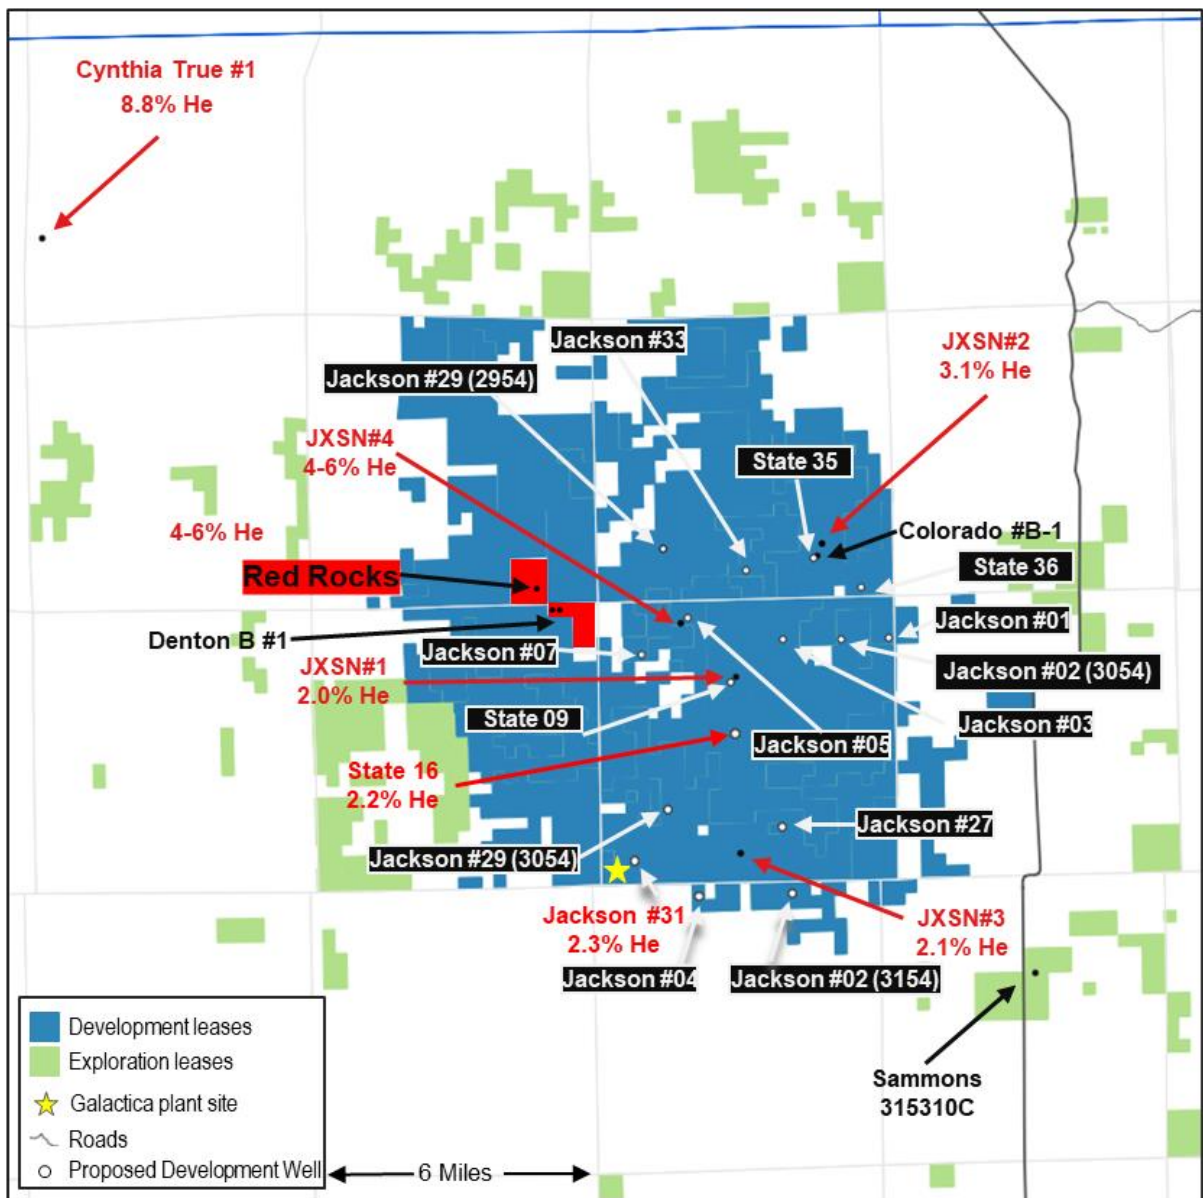 Cynthia True #1
8.8% He
Jackson #33
JXSN#2
3.1% He
Jackson #29 (2954)
JXSN#4
4-6% He
State 35
4-6% He
Colorado #B-1
Red Rocks
State 36
Denton B #1
Jackson #07
Jackson #01
JXSN#1
2.0% He
Jackson #02 (3054)
State 09
Jackson #05
Jackson #03
State 16
2.2% He
Jackson #27
Jackson #29 (3054)
Jackson #31
2.3% He
JXSN#3
2.1% He
Jackson #04
Jackson #02 (3154)
Sammons
315310C
Development leases
Exploration leases
Galactica plant site
Roads
Proposed Development Well
6 Miles